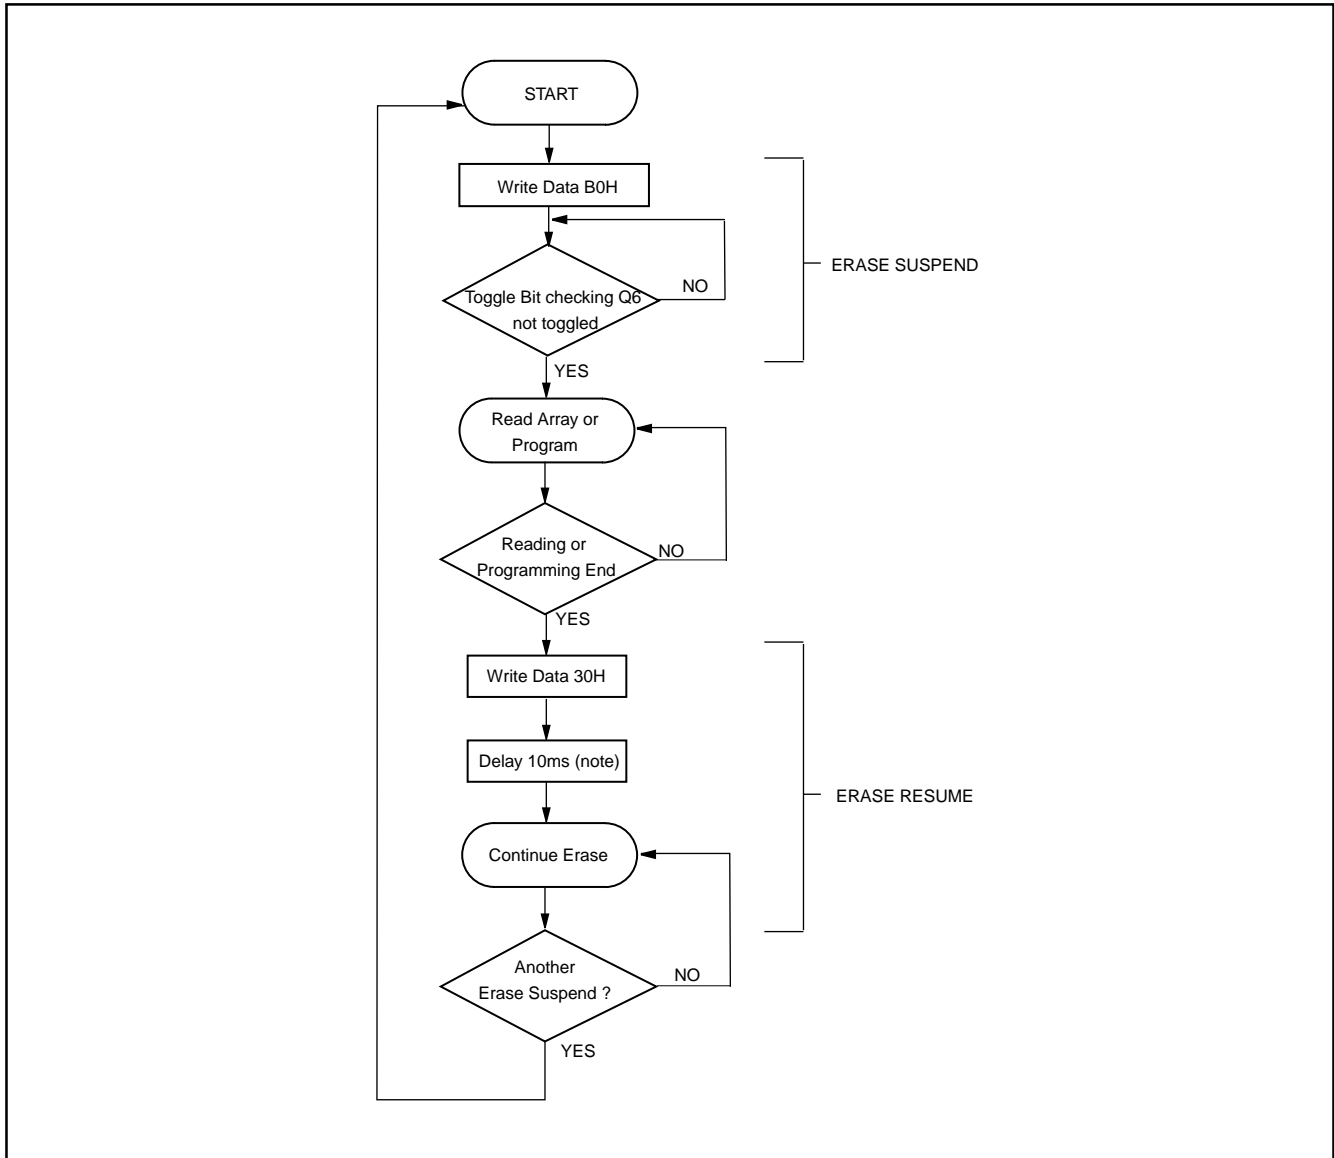 START
Write Data B0H
ERASE SUSPEND
NO
Toggle Bit checking Q6
not toggled
YES
Read Array or
Program
Reading or
NO
Programming End
YES
Write Data 30H
Delay 10ms (note)
ERASE RESUME
Continue Erase
Another
NO
Erase Suspend ?
YES